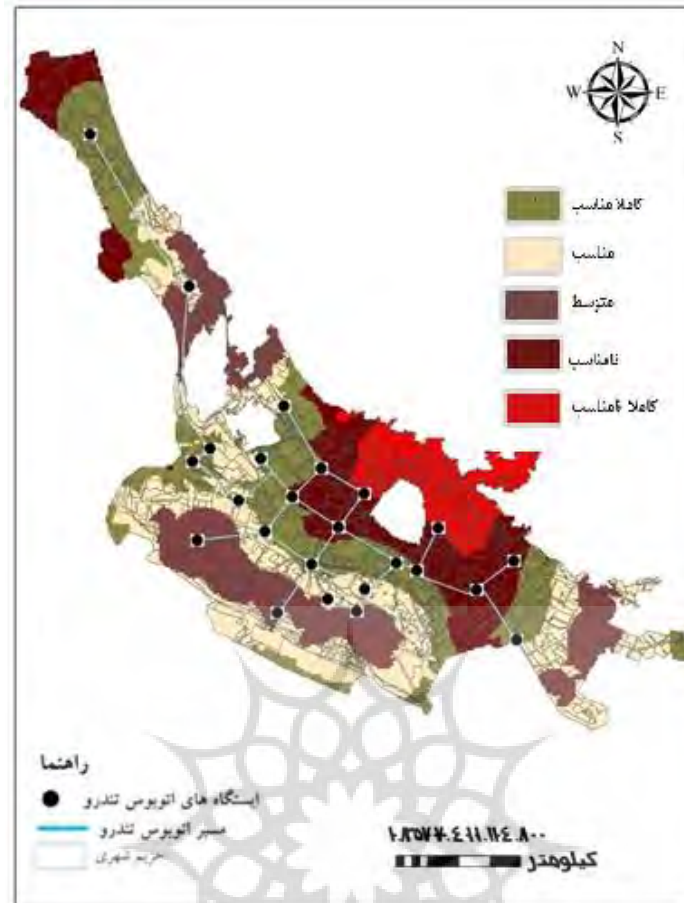 N
W E
S
کاملا مناسب
مناسب
متوسط
نامناسب
کاملا نامناسب
راهنما
ایستگاه های اتوبوس تندرو
مسیر اتوبوس تندرو
حریم شهری
کیلومتر